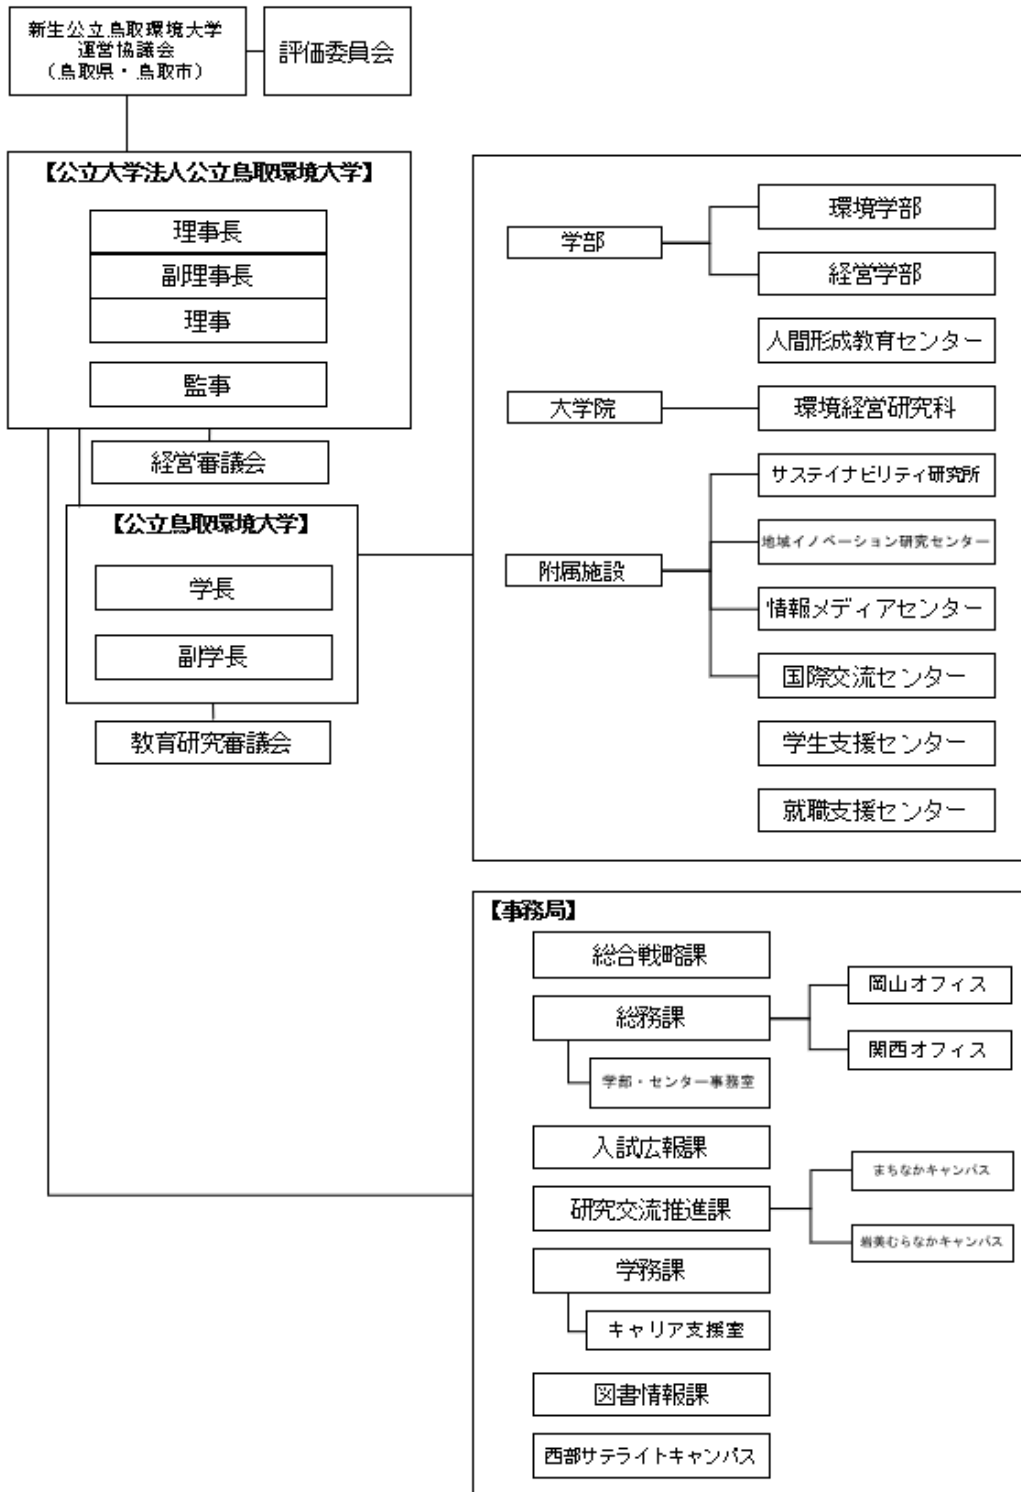 新生公立鳥取環境大学
運営協議会
（鳥取県・鳥取市）
評価委員会
【公立大学法人公立鳥取環境大学】
理事長
副理事長
理事
監事
経営審議会
【公立鳥取環境大学】
学長
副学長
教育研究審議会
学部
環境学部
経営学部
人間形成教育センター
大学院
環境経営研究科
附属施設
サステイナビリティ研究所
地域イノベーション研究センター
情報メディアセンター
国際交流センター
学生支援センター
就職支援センター
【事務局】
総合戦略課
総務課
岡山オフィス
関西オフィス
学部・センター事務室
入試広報課
研究交流推進課
まちなかキャンパス
岩美むらなかキャンパス
学務課
キャリア支援室
図書情報課
西部サテライトキャンパス